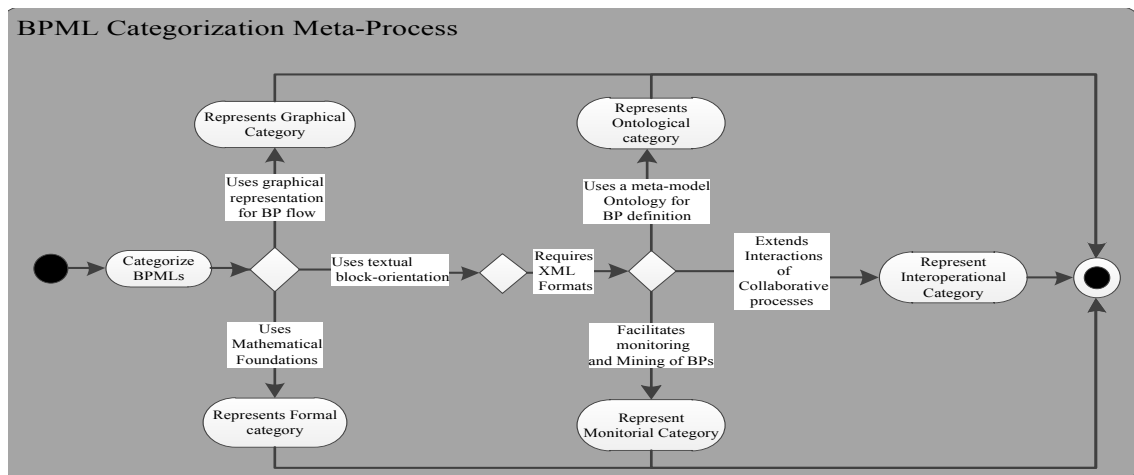 BPML Categorization Meta-Process
Represents Graphical
Category
Represents
Ontological
category
Uses graphical
representation
for BP flow
Uses a meta-model
Ontology for
BP definition
Categorize
BPMLs
Uses textual
block-orientation
Requires
XML
Formats
Extends
Interactions
of
Collaborative
processes
Represent
Interoperational
Category
Uses
Mathematical
Foundations
Facilitates
monitoring
and Mining of BPs
Represents Formal
category
Represent
Monitorial Category